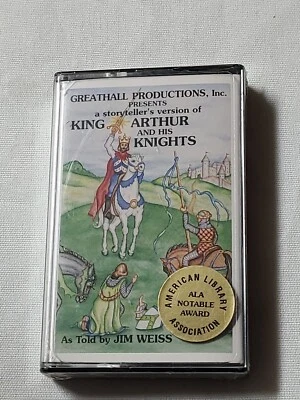 GREATHALL PRODUCTIONS, Inc.
PRESENTS
a storyteller's version of
KING ARTHUR
AND HIS
KNIGHTS
AMERICAN LIBRARY
ALA
NOTABLE
AWARD
ASSOCIATION
As Told by JIM WEISS